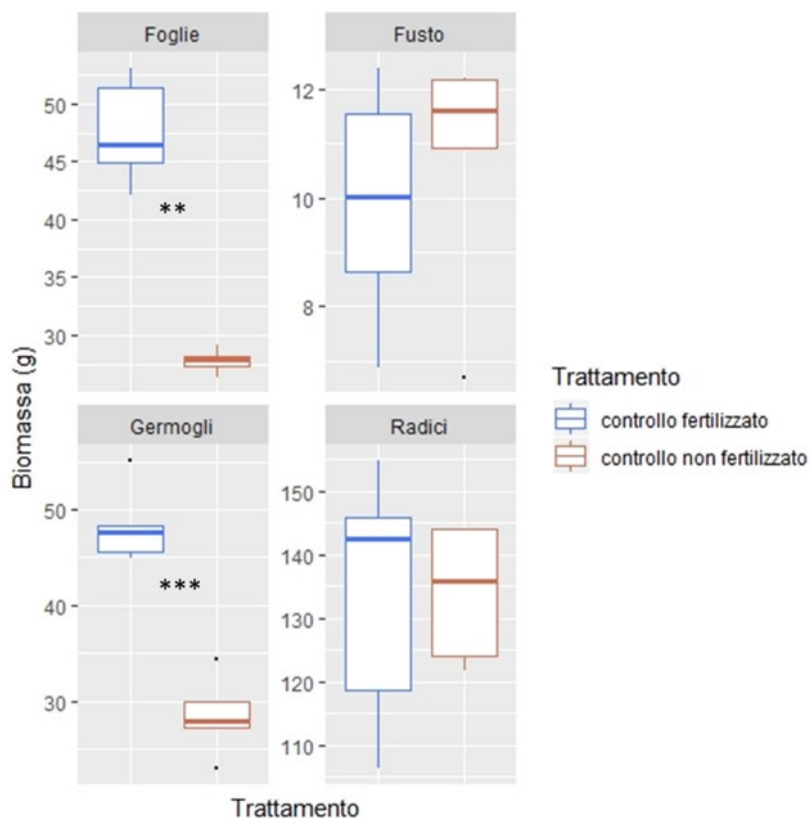 Foglie
Fusto
50
45
40
35
30
**
12
10
8
Biomassa (g)
Germogli
Radici
50
40
30
***
150
140
130
120
110
Trattamento
Trattamento
controllo fertilizzato
controllo non fertilizzato